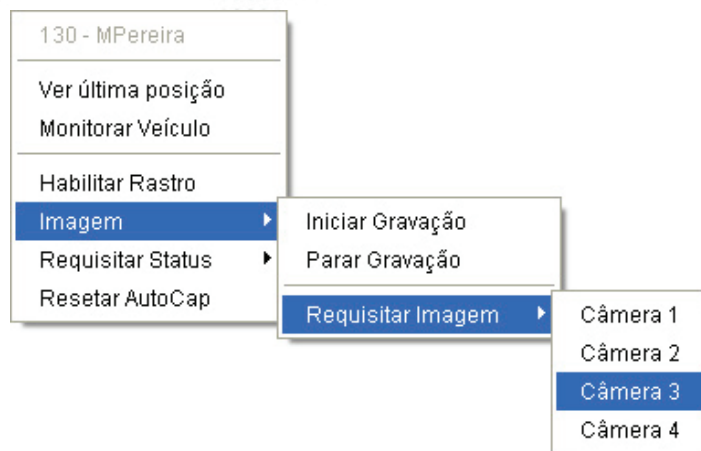 130 - MPereira
Ver última posição
Monitorar Veículo
Habilitar Rastro
Imagem
Requisitar Status
Resetar AutoCap
Iniciar Gravação
Parar Gravação
Requisitar Imagem
Câmera 1
Câmera 2
Câmera 3
Câmera 4